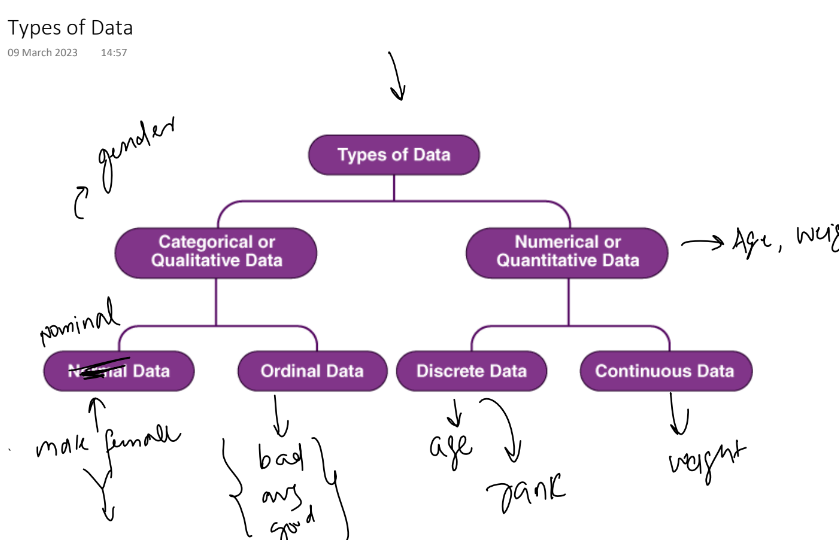 Types of Data
09 March 2023 14:57
gender
Types of Data
Categorical or
Qualitative Data
Numerical or
Quantitative Data
Age, weig
Nominal
Data
Ordinal Data
Discrete Data
Continuous Data
male female
bad
avg
good
age
rank
weight